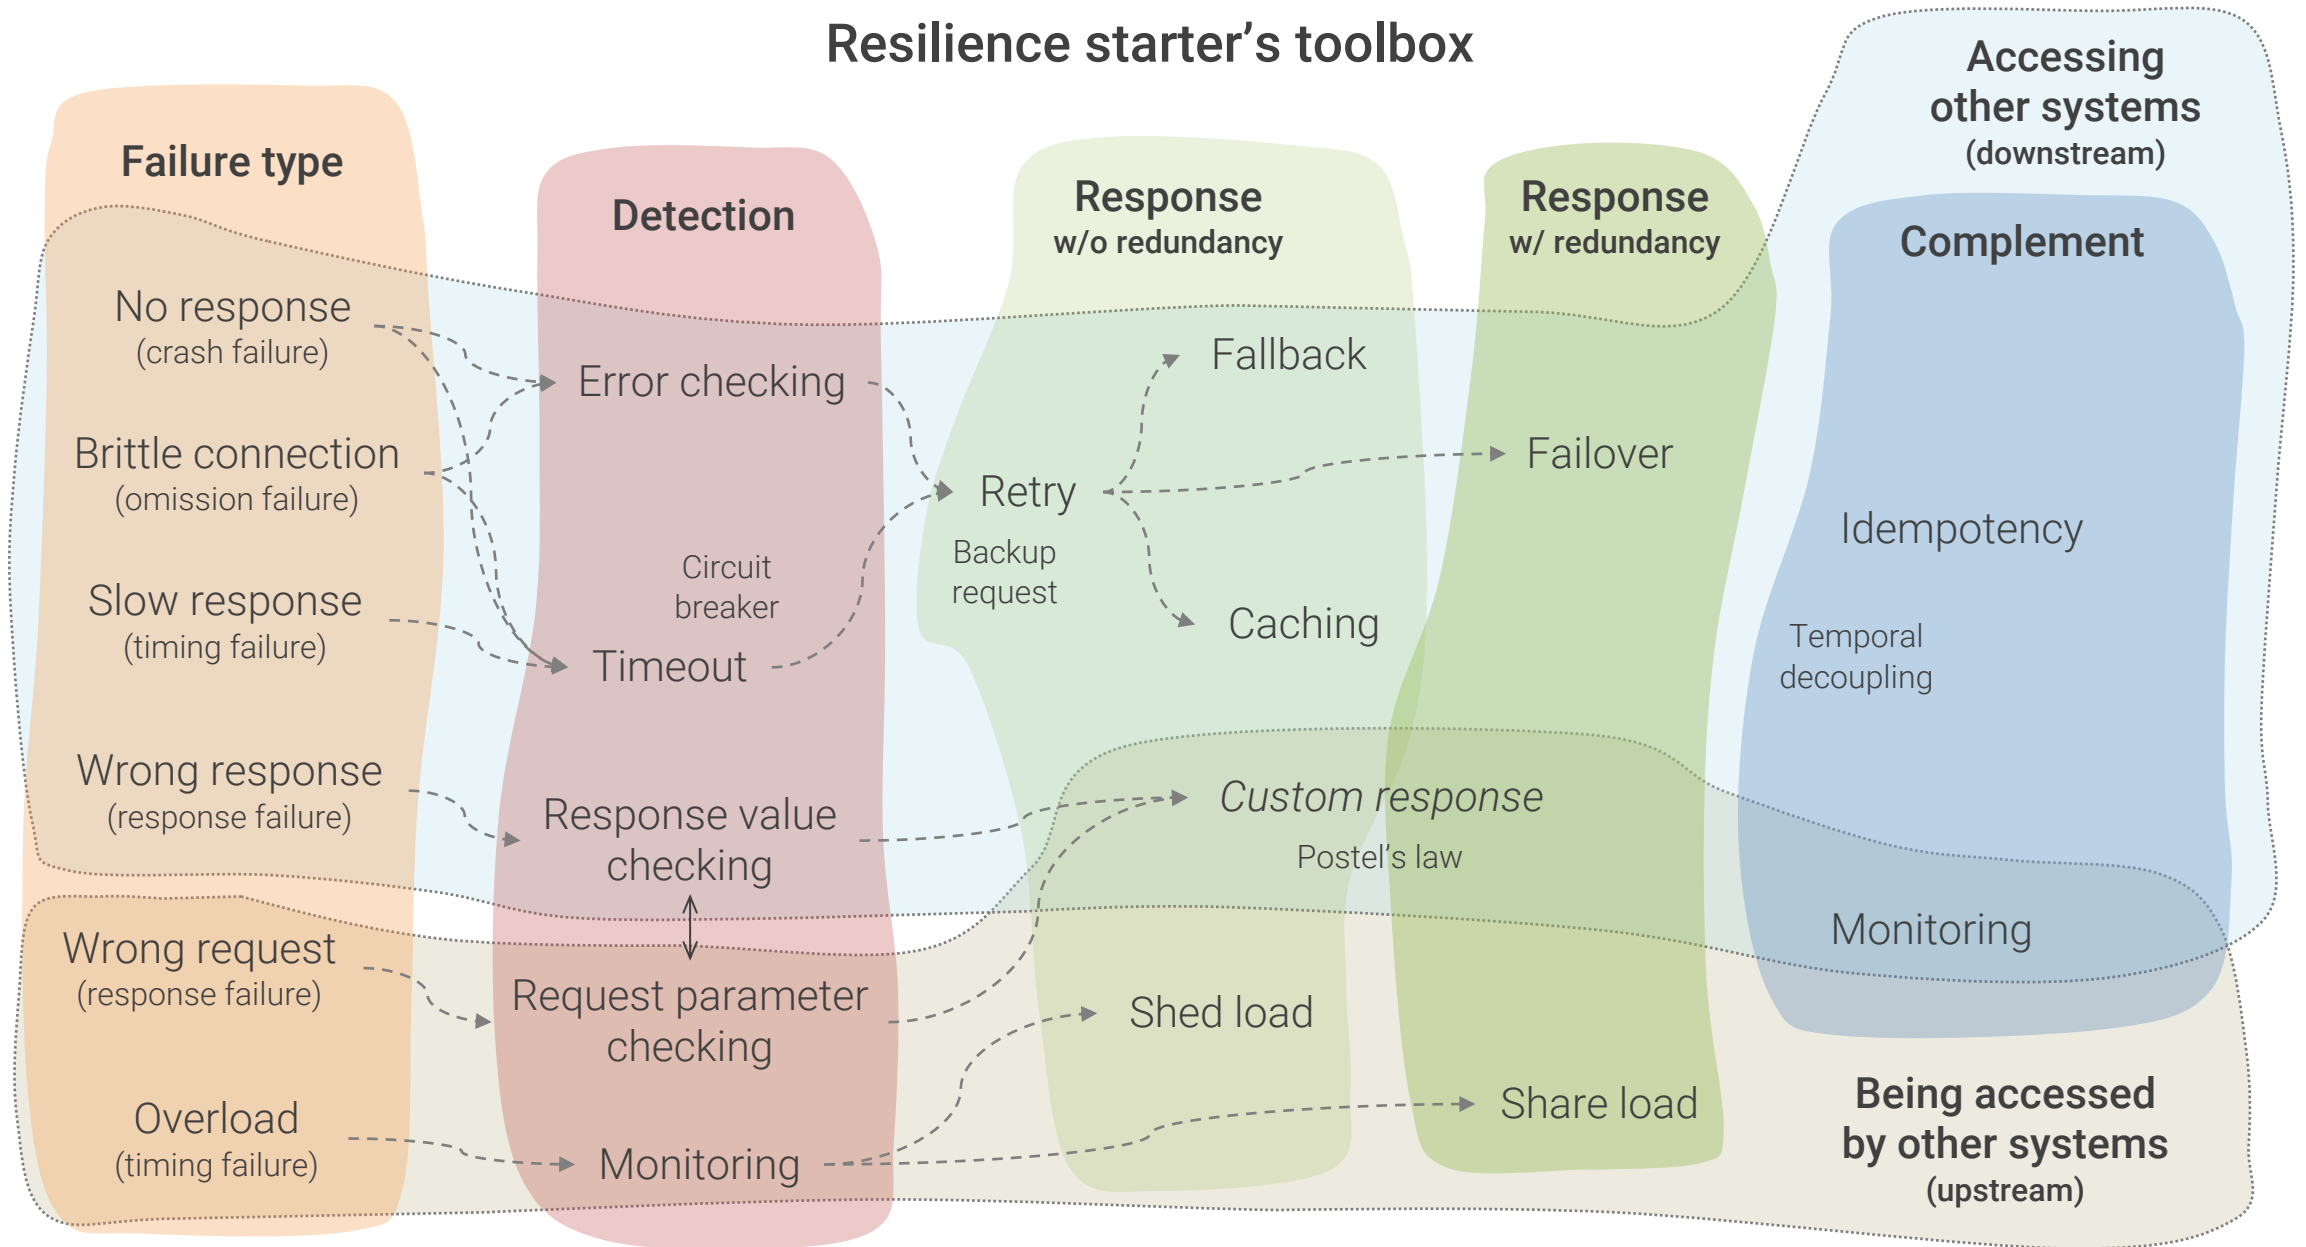 Resilience starter’s toolbox
Failure type
No response
(crash failure)
Brittle connection
(omission failure)
Slow response
(timing failure)
Wrong response
(response failure)
Wrong request
(response failure)
Overload
(timing failure)
Detection
Error checking
Circuit
breaker
Timeout
Response value
checking
Request parameter
checking
Monitoring
Response
w/o redundancy
Fallback
Retry
Backup
request
Caching
Custom response
Postel’s law
Shed load
Response
w/ redundancy
Failover
Share load
Accessing
other systems
(downstream)
Complement
Idempotency
Temporal
decoupling
Monitoring
Being accessed
by other systems
(upstream)